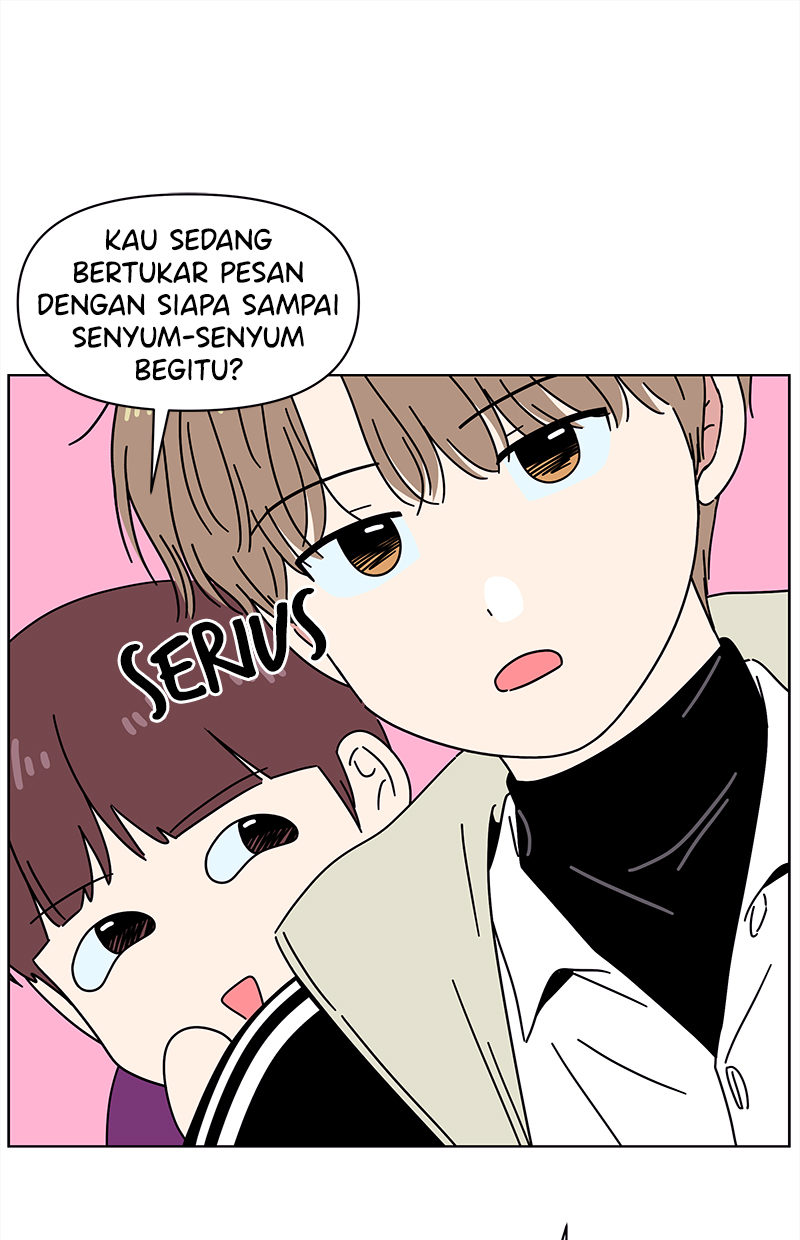 KAU SEDANG
BERTUKAR PESAN
DENGAN SIAPA SAMPAI
SENYUM-SENYUM
BEGITU?
SERIUS